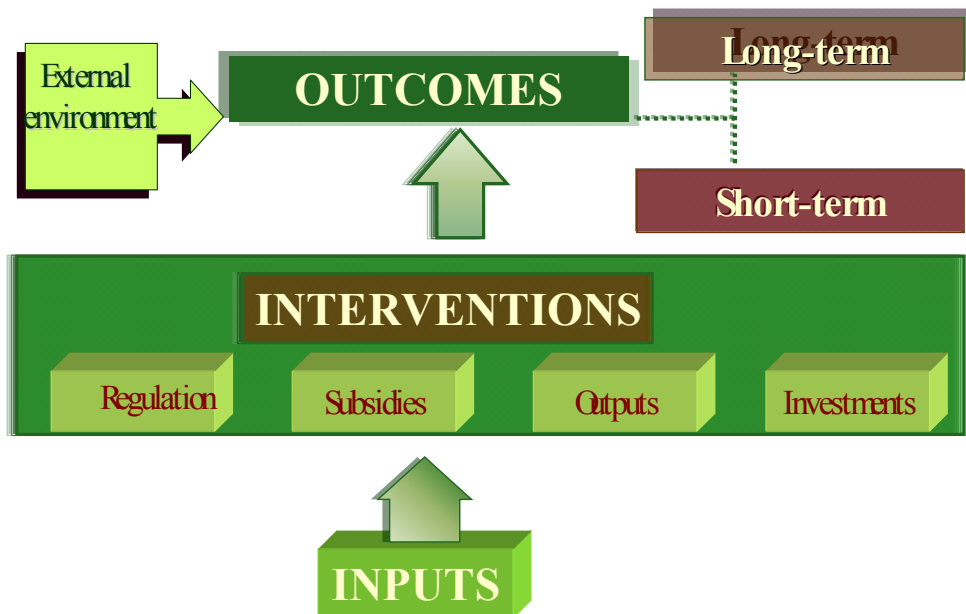 Long-term
External
environment
OUTCOMES
Short-term
INTERVENTIONS
Regulation
Subsidies
Outputs
Investments
INPUTS